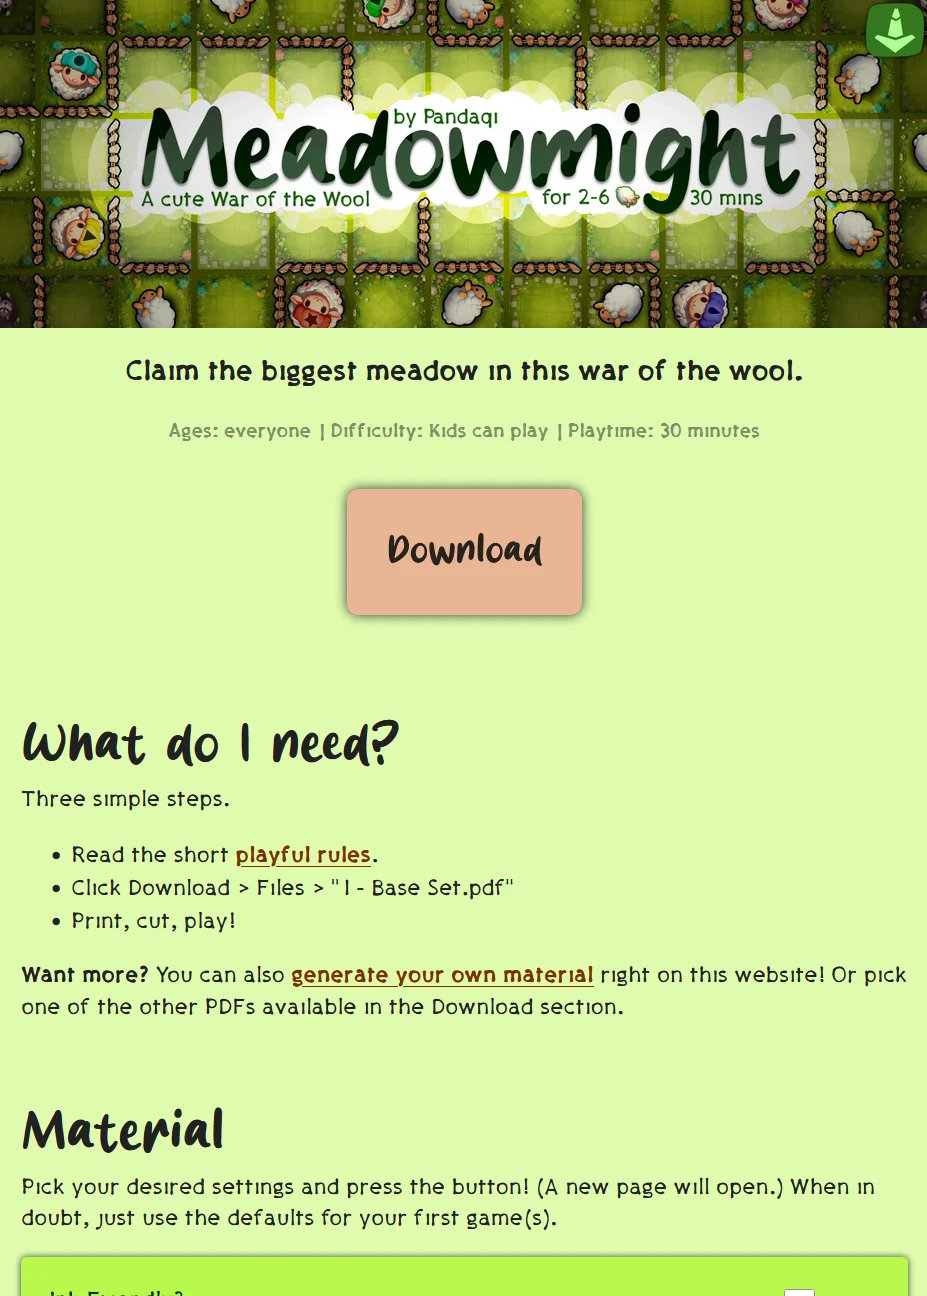 by Pandaqi
Meadowmight
A cute War of the Wool
for 2-6 30 mins
Claim the biggest meadow in this war of the wool.
Ages: everyone | Difficulty: Kids can play | Playtime: 30 minutes
Download
What do I need?
Three simple steps.
• Read the short playful rules.
• Click Download > Files > "1 - Base Set.pdf"
• Print, cut, play!
Want more? You can also generate your own material right on this website! Or pick
one of the other PDFs available in the Download section.
Material
Pick your desired settings and press the button! (A new page will open.) When in
doubt, just use the defaults for your first game(s).
Ink Friendly?